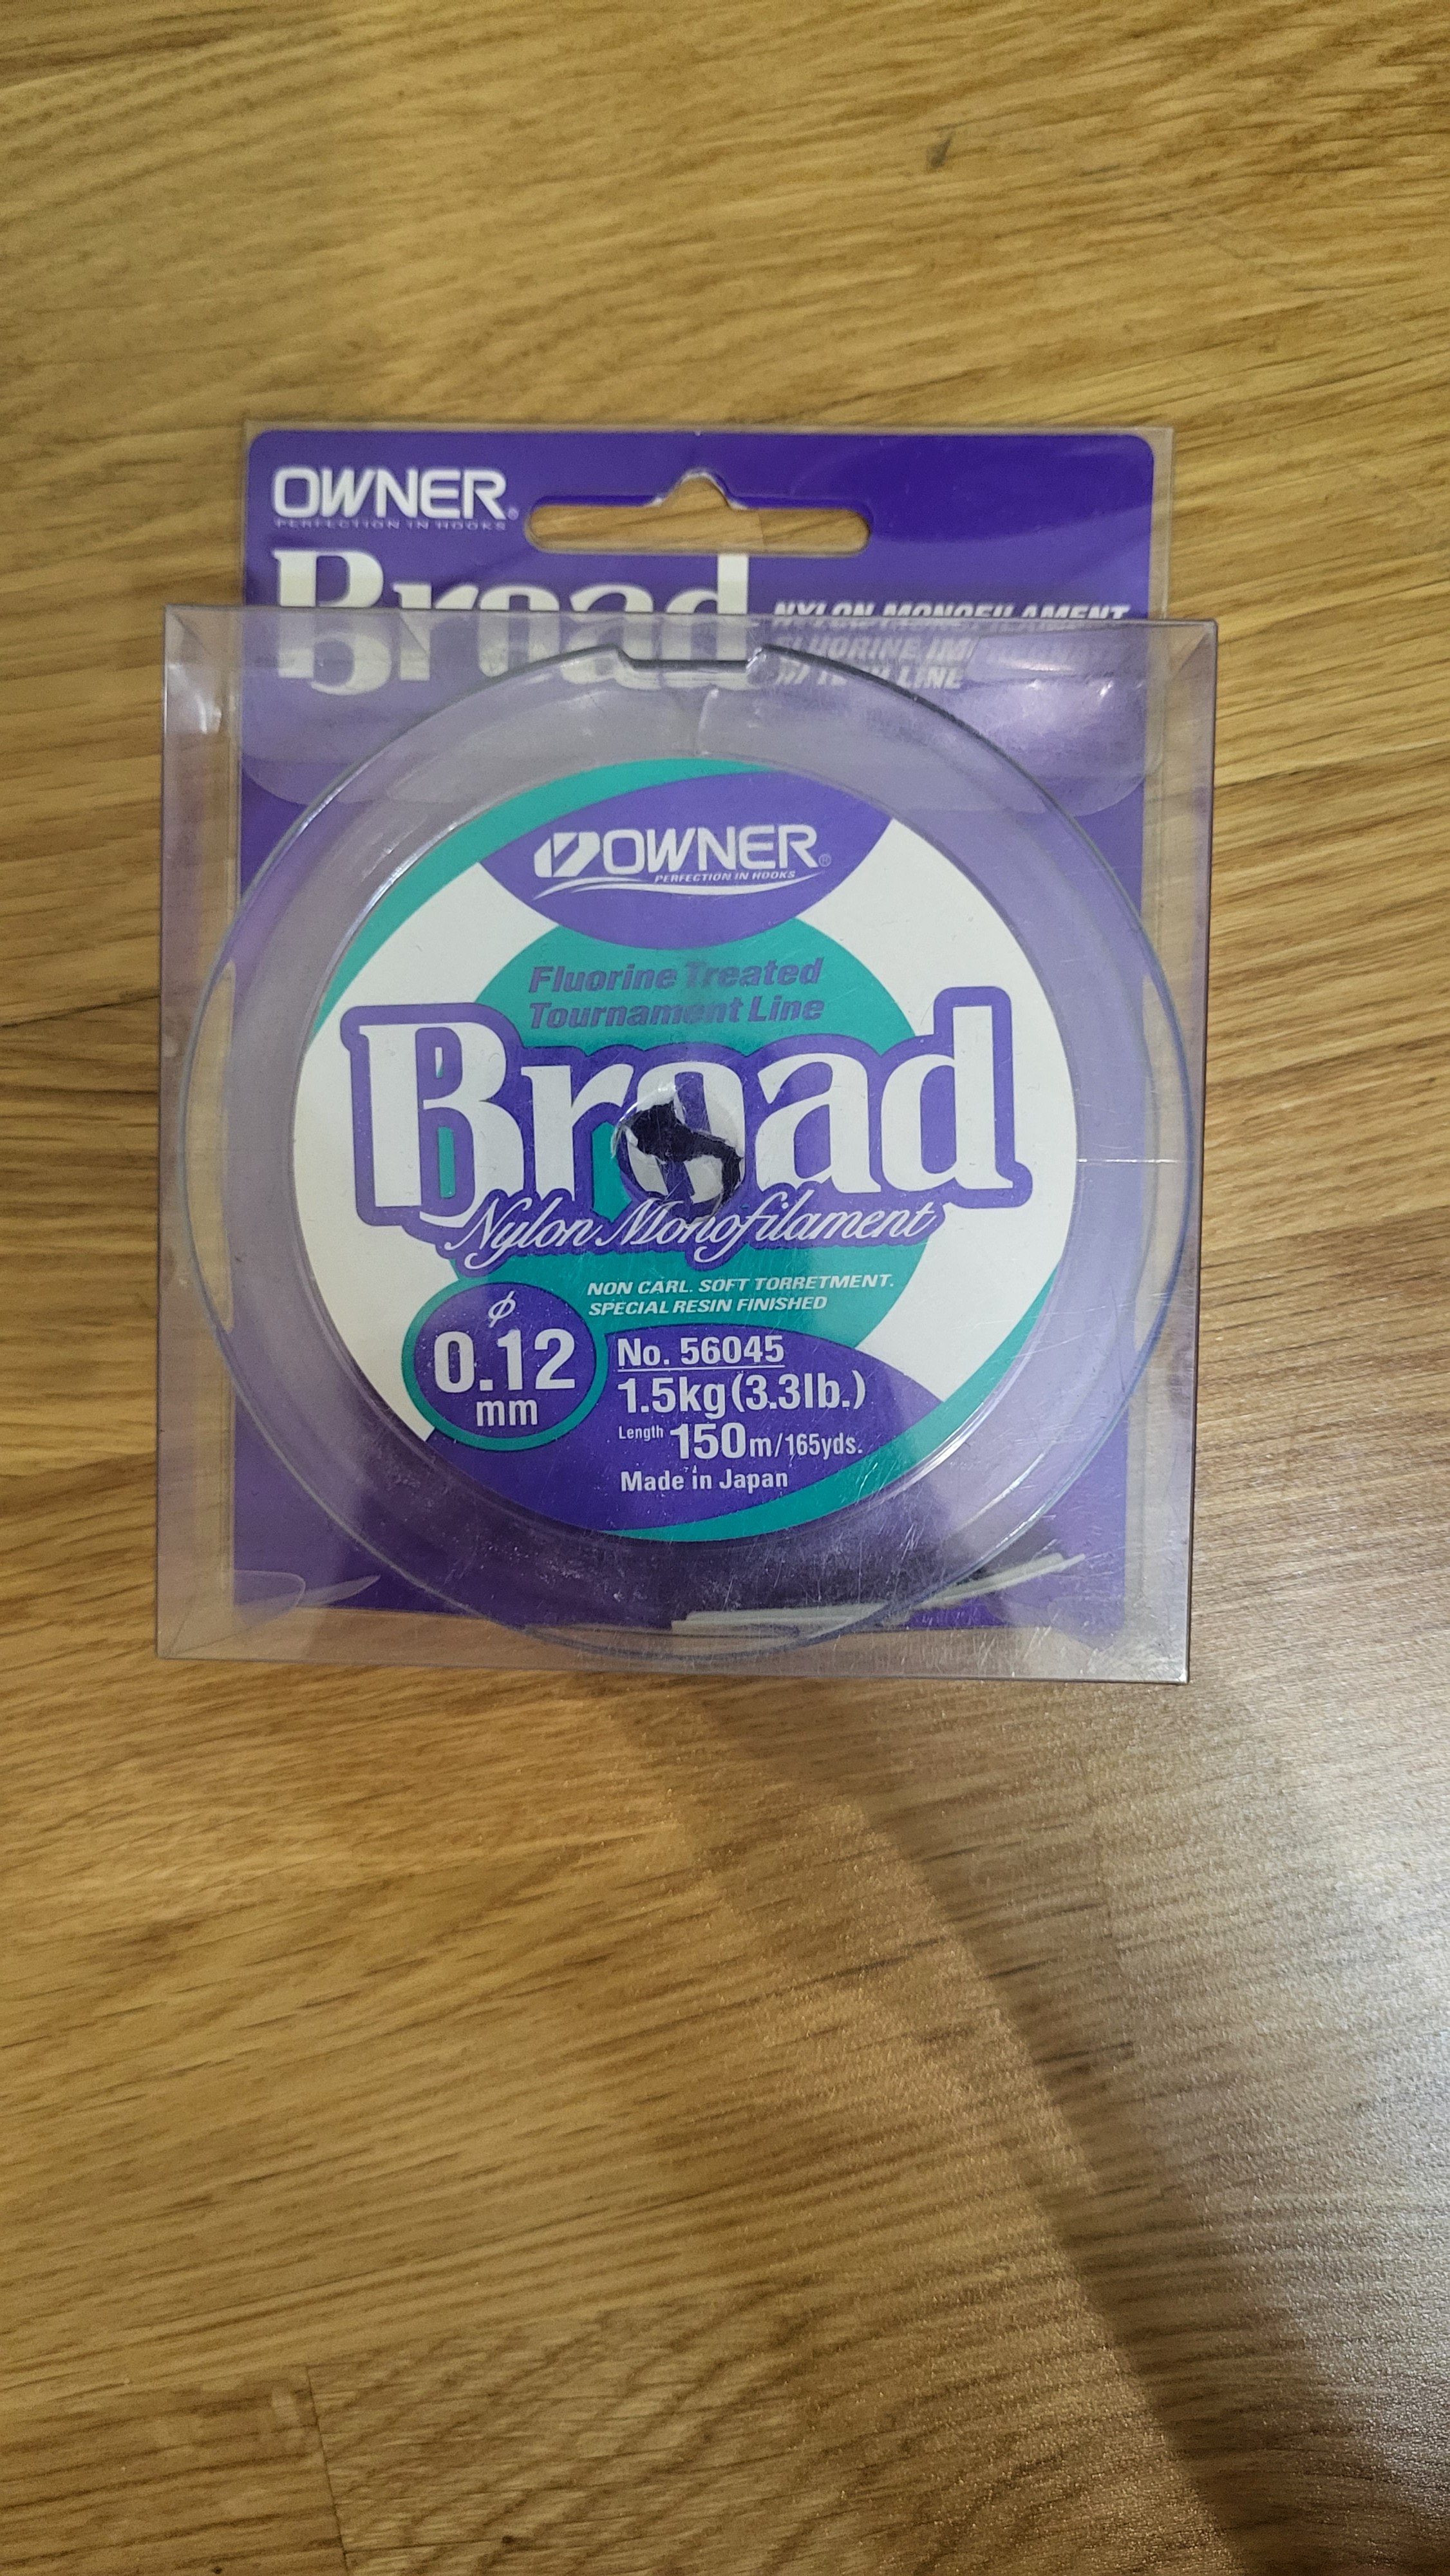 OWNER®
PERFECTION IN HOOKS
Broad
NYLON MONOFILAMENT
FLUORINE
LINE
OWNER®
PERFECTION IN HOOKS
Fluorine Treated
Tournament Line
Broad
Nylon Monofilament
NON CARL. SOFT TORRETMENT.
SPECIAL RESIN FINISHED
ϕ
0.12
mm
No. 56045
1.5kg (3.3lb.)
Length 150m/165yds.
Made in Japan